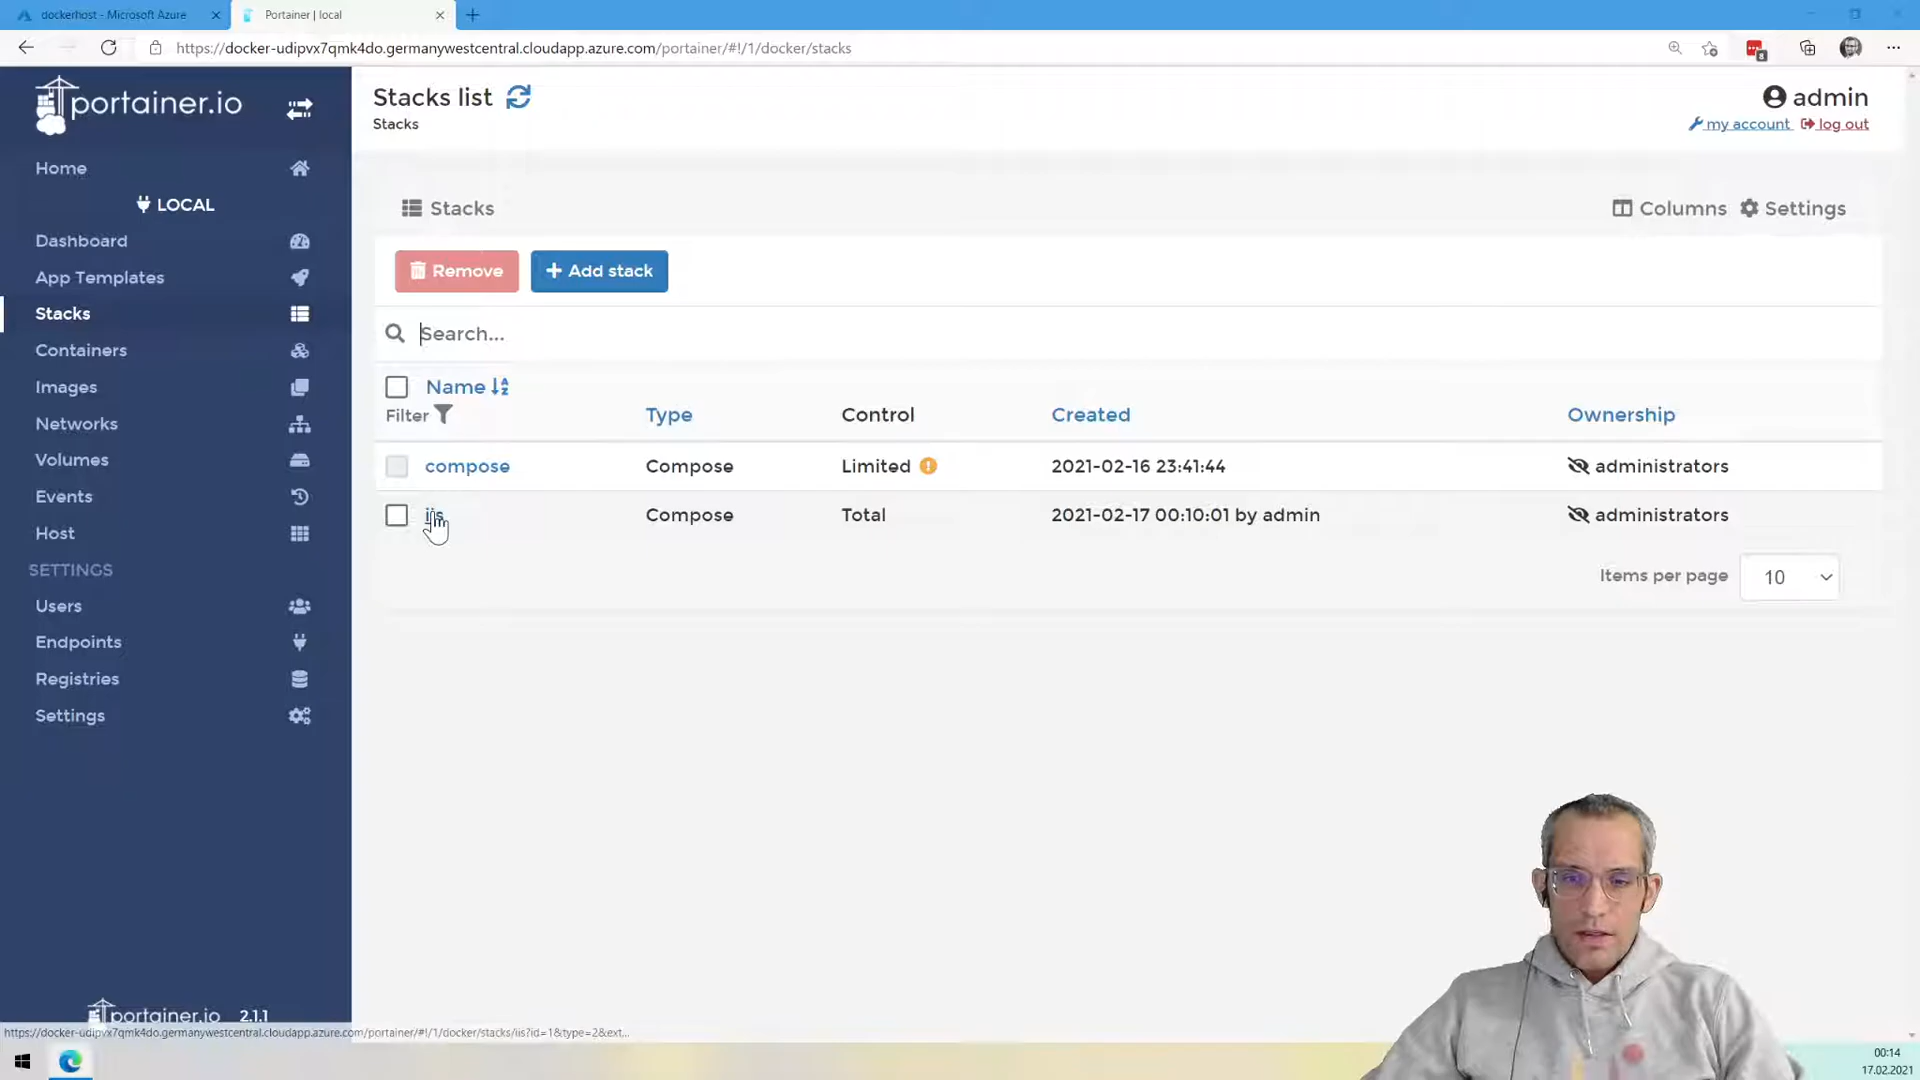 dockerhost - Microsoft Azure
Portainer | local
https://docker-udipvx7qmk4do.germanywestcentral.cloudapp.azure.com/portainer/#!/1/docker/stacks
8
portainer.io
Stacks list
Stacks
admin
my account
log out
Home
LOCAL
Dashboard
App Templates
Stacks
Containers
Images
Networks
Volumes
Events
Host
SETTINGS
Users
Endpoints
Registries
Settings
Stacks
Columns
Settings
Remove
Add stack
Search...
Name
Filter
Type
Control
Created
Ownership
compose
Compose
Limited
2021-02-16 23:41:44
administrators
iis
Compose
Total
2021-02-17 00:10:01 by admin
administrators
Items per page
10
portainer.io 2.1.1
https://docker-udipvx7qmk4do.germanywestcentral.cloudapp.azure.com/portainer/#!/1/docker/stacks/iis?id=1&type=2&ext...
00:14
17.02.2021